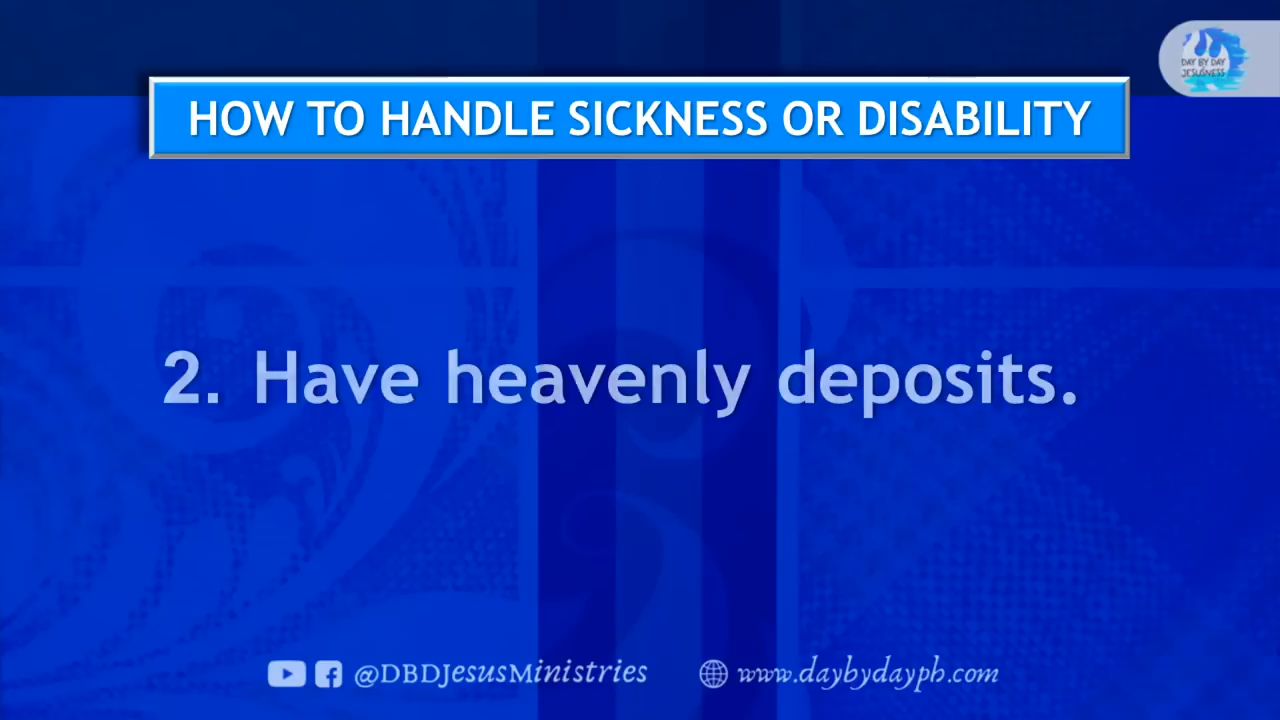 DAY BY DAY
JESUSNESS
HOW TO HANDLE SICKNESS OR DISABILITY
2. Have heavenly deposits.
@DBDJesusMinistries www.daybydayph.com